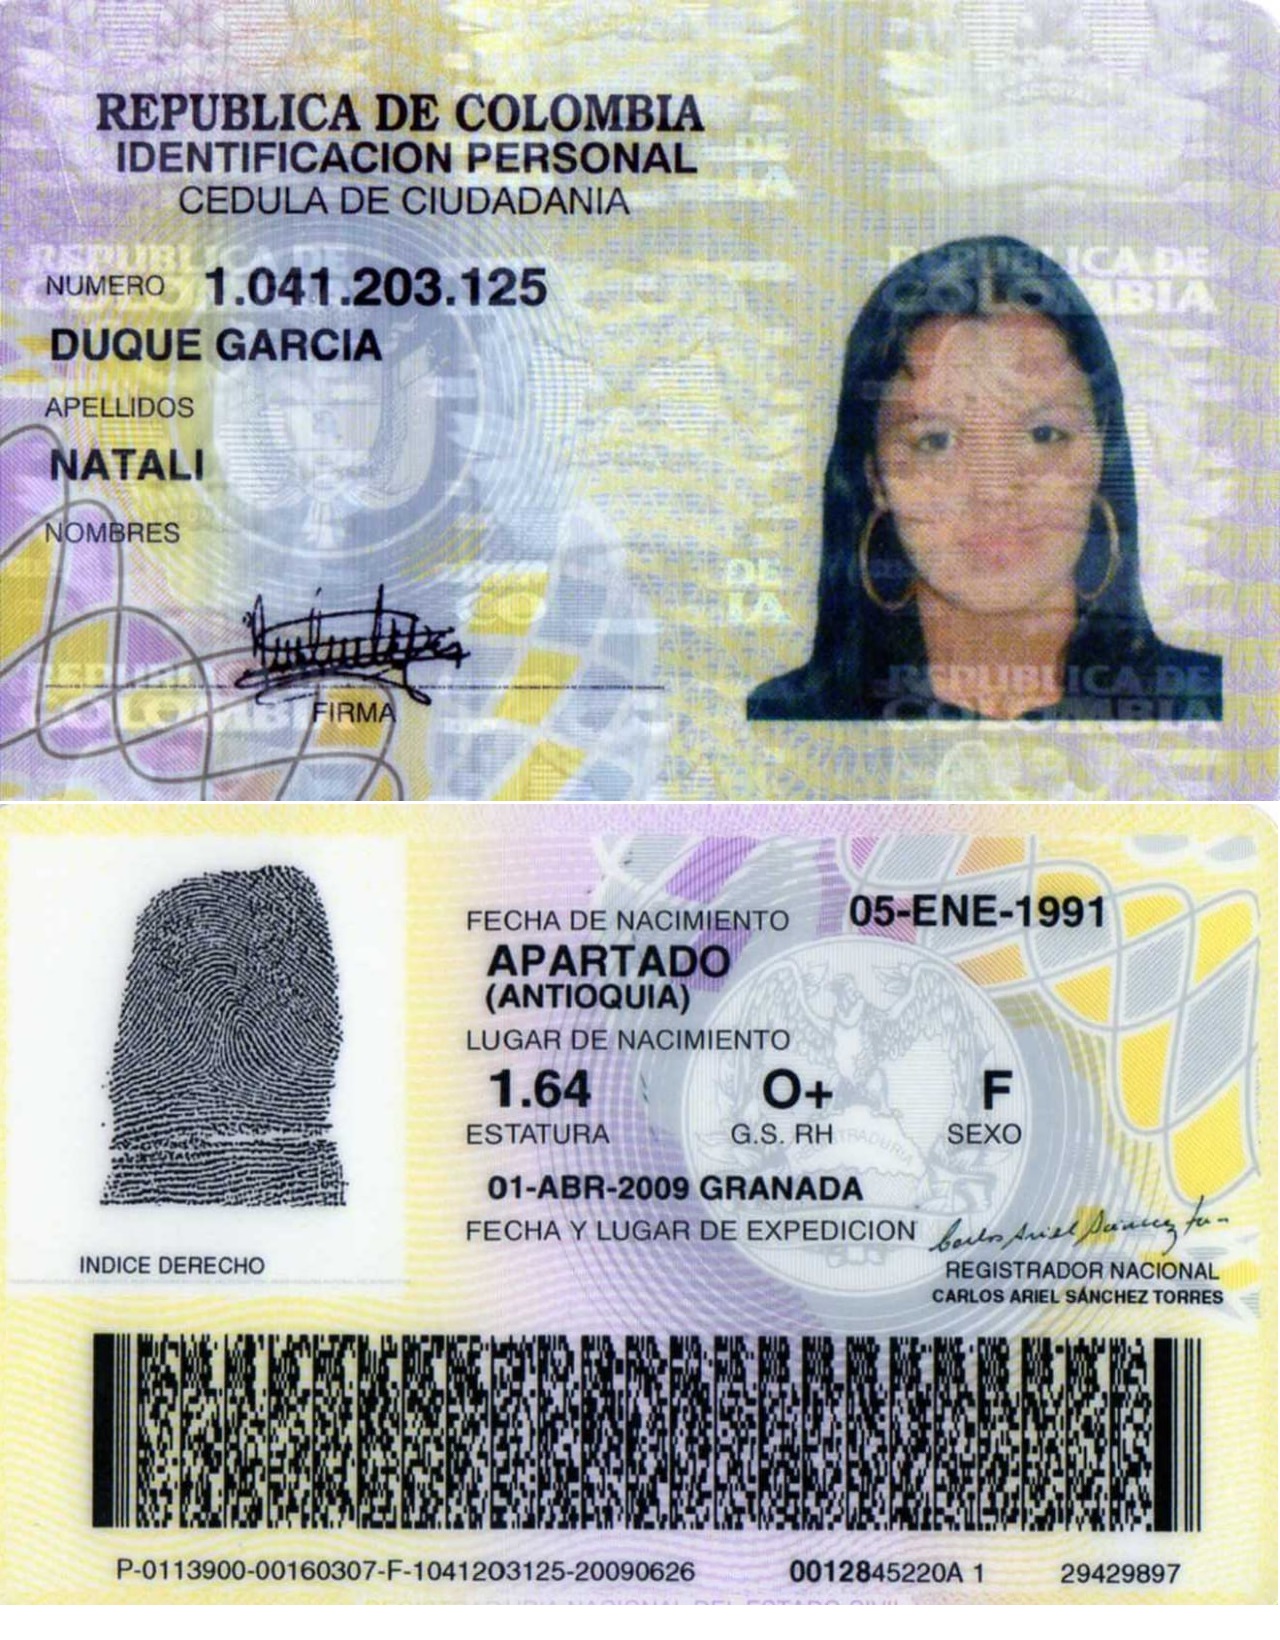 REPUBLICA DE COLOMBIA
IDENTIFICACION PERSONAL
CEDULA DE CIUDADANIA
NUMERO 1.041.203.125
DUQUE GARCIA
APELLIDOS
NATALI
NOMBRES
FIRMA
REPUBLICA DE
COLOMBIA
REPUBLICA DE
COLOMBIA
FECHA DE NACIMIENTO 05-ENE-1991
APARTADO
(ANTIOQUIA)
LUGAR DE NACIMIENTO
1.64 O+ F
ESTATURA G.S. RH SEXO
01-ABR-2009 GRANADA
FECHA Y LUGAR DE EXPEDICION
INDICE DERECHO
REGISTRADOR NACIONAL
CARLOS ARIEL SÁNCHEZ TORRES
P-0113900-00160307-F-1041203125-20090626 0012845220A 1 29429897